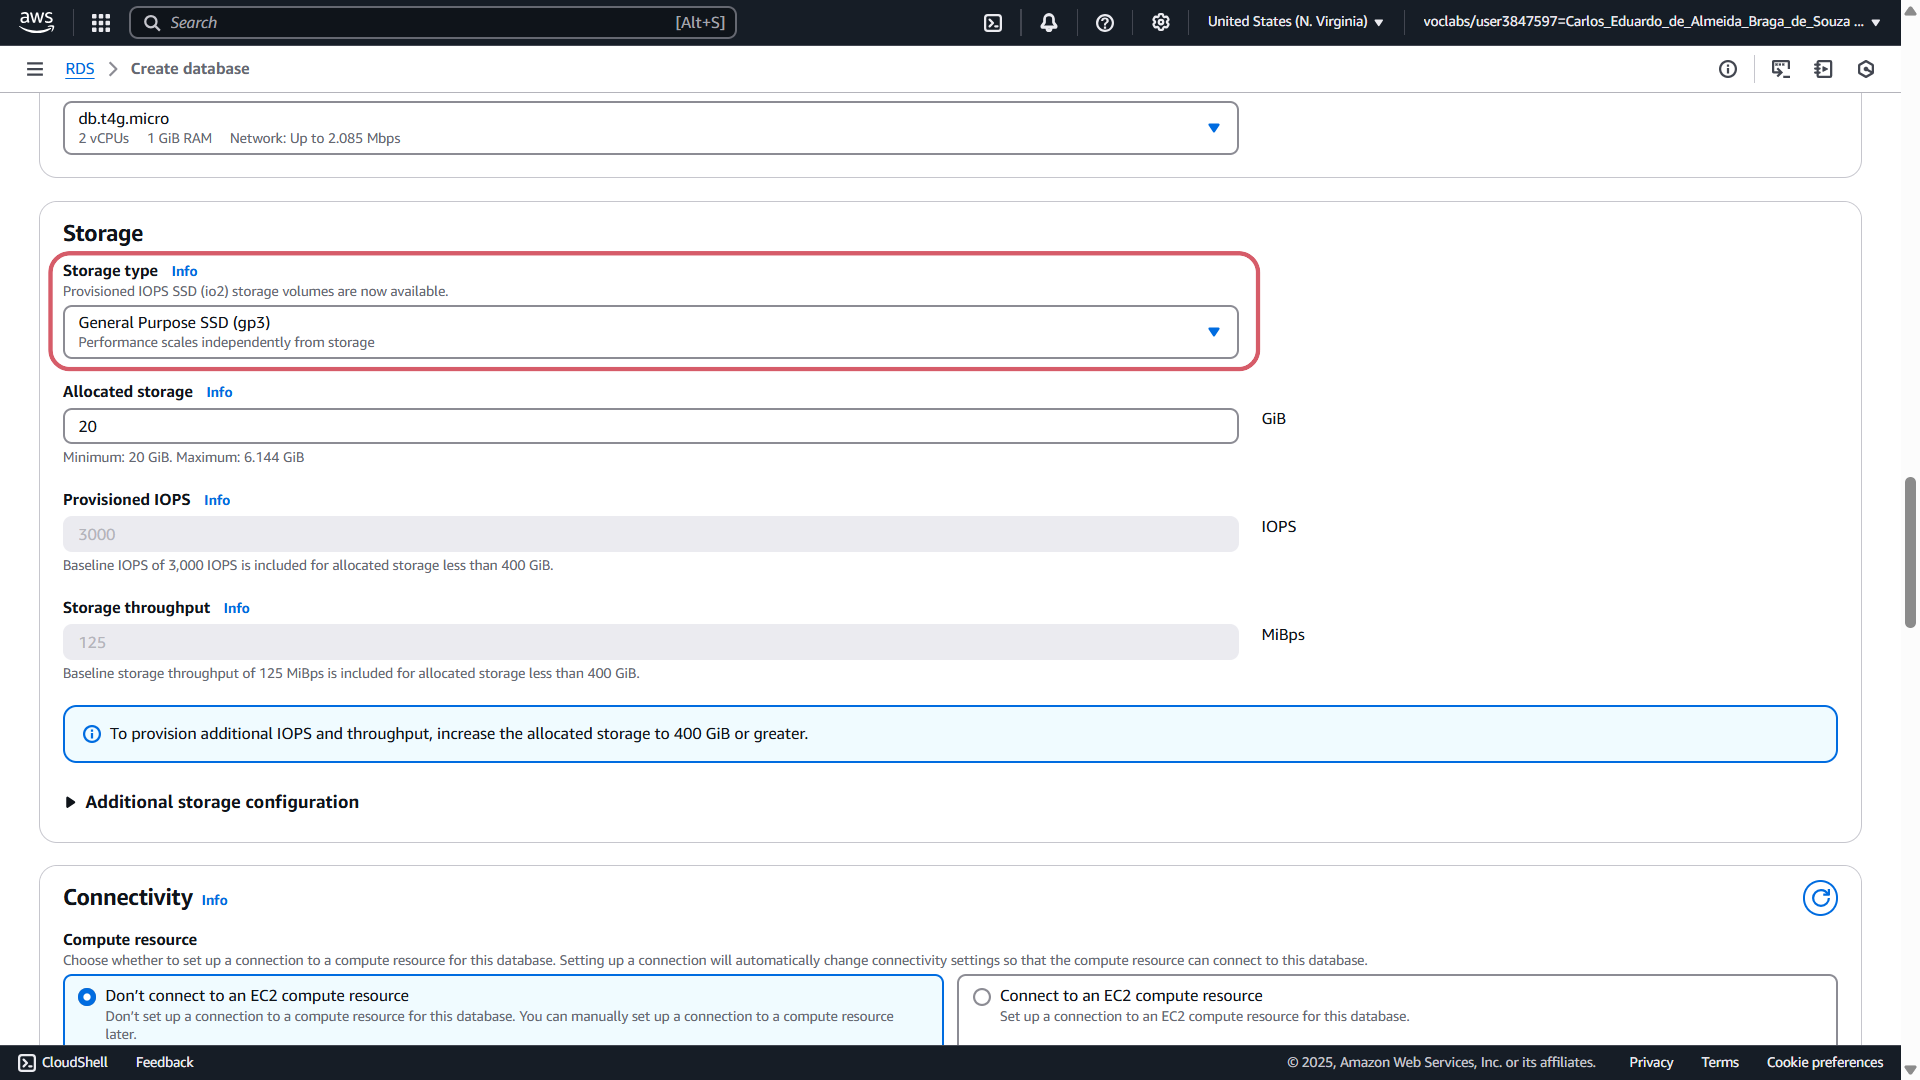 aws
Search [Alt+S]
United States (N. Virginia)
voclabs/user3847597=Carlos_Eduardo_de_Almeida_Braga_de_Souza ...
RDS
Create database
db.t4g.micro
2 vCPUs 1 GiB RAM Network: Up to 2.085 Mbps
Storage
Storage type Info
Provisioned IOPS SSD (io2) storage volumes are now available.
General Purpose SSD (gp3)
Performance scales independently from storage
Allocated storage Info
20
GiB
Minimum: 20 GiB. Maximum: 6.144 GiB
Provisioned IOPS Info
3000
IOPS
Baseline IOPS of 3,000 IOPS is included for allocated storage less than 400 GiB.
Storage throughput Info
125
MiBps
Baseline storage throughput of 125 MiBps is included for allocated storage less than 400 GiB.
To provision additional IOPS and throughput, increase the allocated storage to 400 GiB or greater.
Additional storage configuration
Connectivity Info
Compute resource
Choose whether to set up a connection to a compute resource for this database. Setting up a connection will automatically change connectivity settings so that the compute resource can connect to this database.
Don’t connect to an EC2 compute resource
Don’t set up a connection to a compute resource for this database. You can manually set up a connection to a compute resource
later.
Connect to an EC2 compute resource
Set up a connection to an EC2 compute resource for this database.
CloudShell
Feedback
© 2025, Amazon Web Services, Inc. or its affiliates.
Privacy
Terms
Cookie preferences